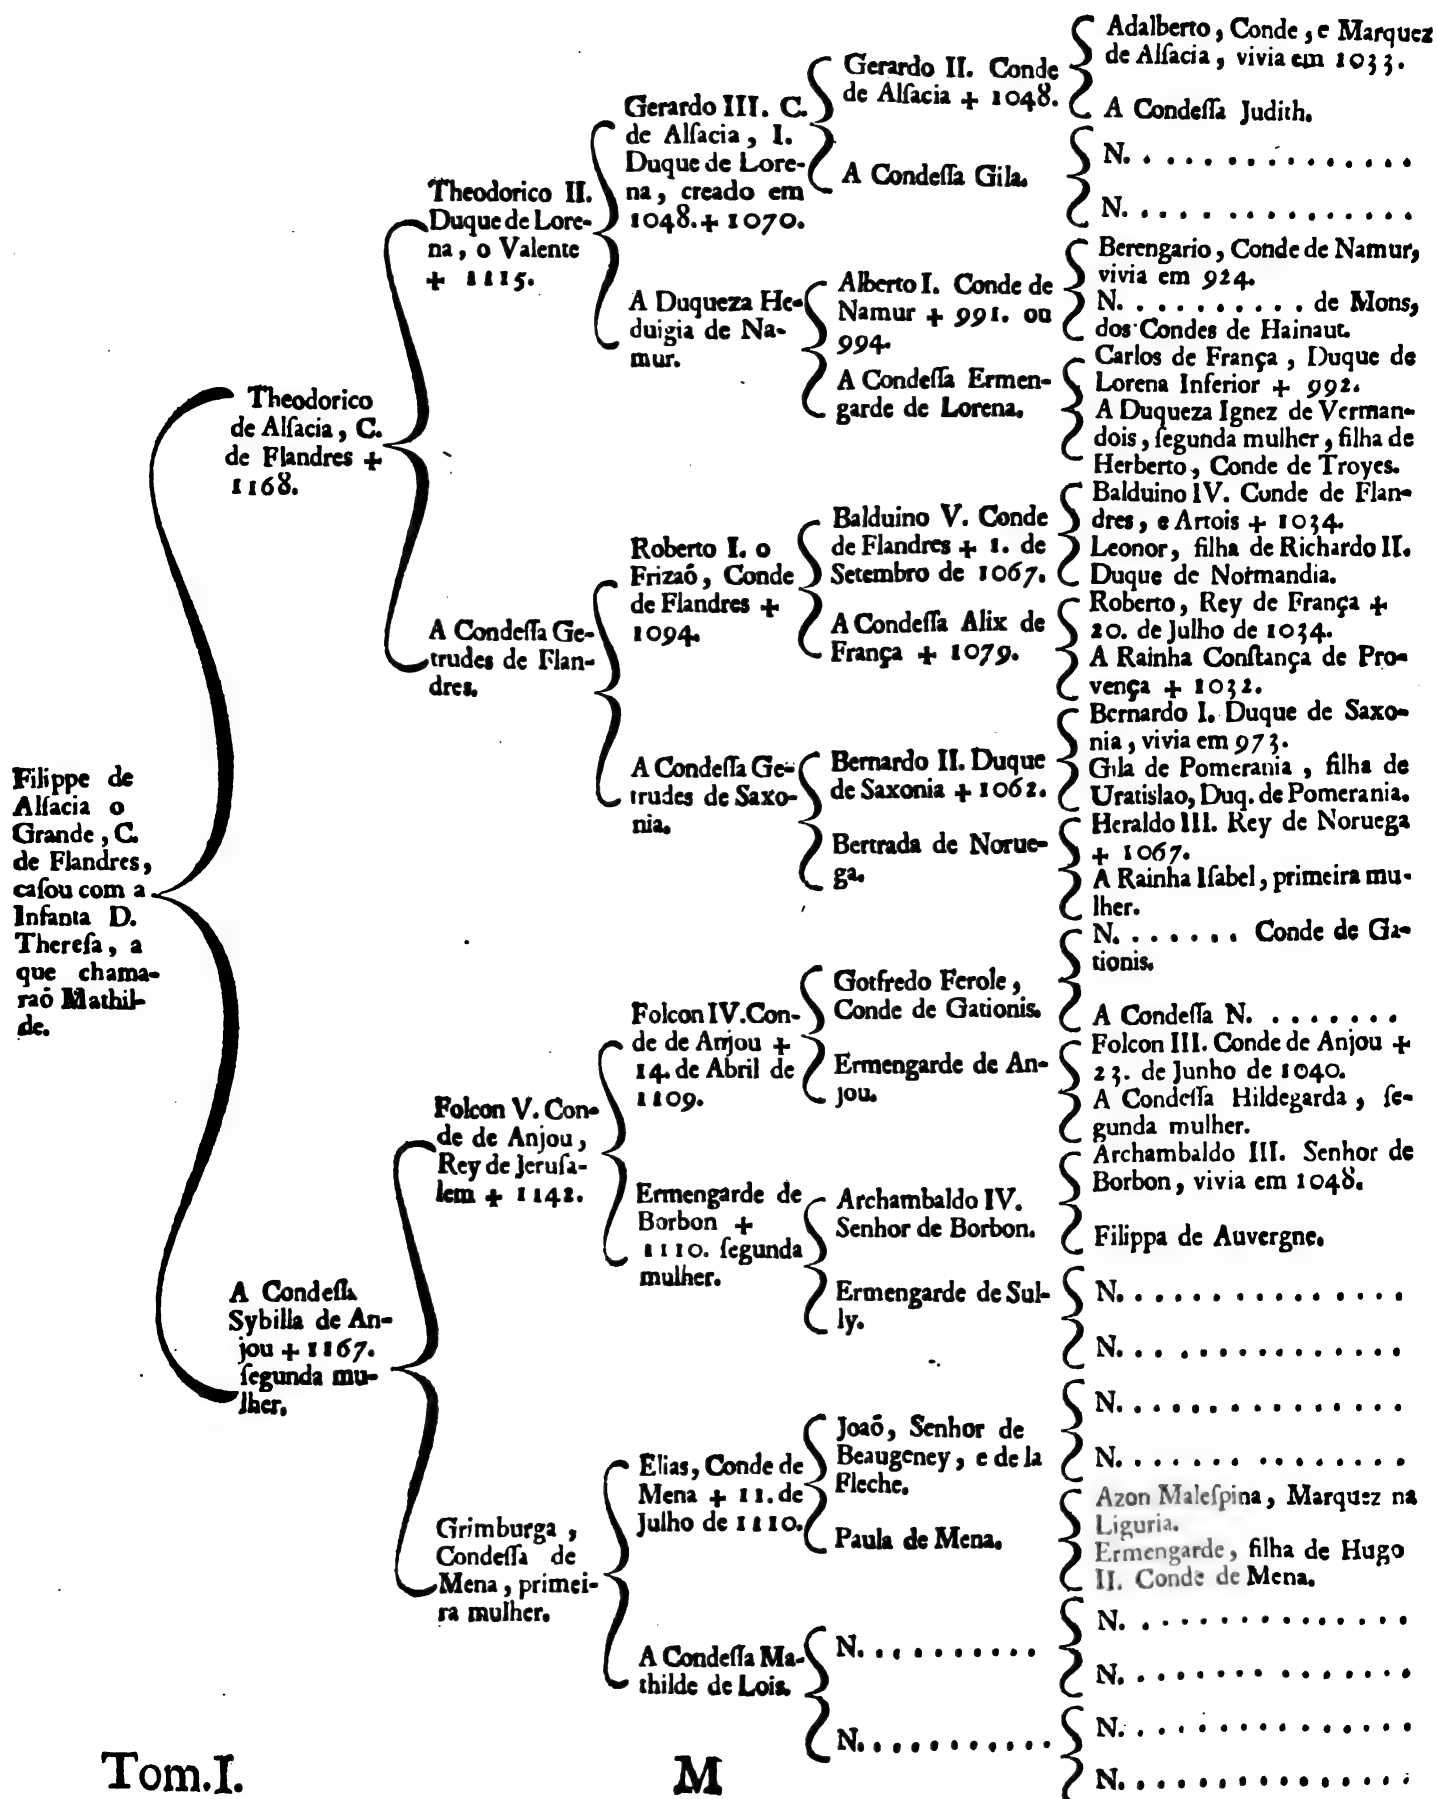 Filippe de
Alſacia o
Grande, C.
de Flandres,
caſou com a
Infanta D.
Thereſa, a
que chama-
raõ Mathil-
de.
Theodorico
de Alſacia, C.
de Flandres +
1168.
A Condeſſa
Sybilla de An-
jou + 1167.
ſegunda mu-
lher.
Theodorico II.
Duque de Lore-
na, o Valente
+ 1115.
A Condeſſa Ge-
trudes de Flan-
dres.
Folcon V. Con-
de de Anjou,
Rey de Jeruſa-
lem + 1142.
Grimburga,
Condeſſa de
Mena, primei-
ra mulher.
Gerardo III. C.
de Alſacia, I.
Duque de Lore-
na, creado em
1048. + 1070.
A Duqueza He-
duigia de Na-
mur.
Roberto I. o
Frizaõ, Conde
de Flandres +
1094.
A Condeſſa Ge-
trudes de Saxo-
nia.
Folcon IV. Con-
de de Anjou +
14. de Abril de
1109.
Ermengarde de
Borbon +
1110. ſegunda
mulher.
Elias, Conde de
Mena + 11. de
Julho de 1110.
A Condeſſa Ma-
thilde de Lois.
Gerardo II. Conde
de Alſacia + 1048.
A Condeſſa Gila.
Alberto I. Conde de
Namur + 991. ou
994.
A Condeſſa Ermen-
garde de Lorena.
Balduino V. Conde
de Flandres + 1. de
Setembro de 1067.
A Condeſſa Alix de
França + 1079.
Bernardo II. Duque
de Saxonia + 1062.
Bertrada de Norue-
ga.
Gotfredo Ferole,
Conde de Gationis.
Ermengarde de An-
jou.
Archambaldo IV.
Senhor de Borbon.
Ermengarde de Sul-
ly.
Joaõ, Senhor de
Beaugeney, e de la
Fleche.
Paula de Mena.
N. . . . . . . . . .
N. . . . . . . . . . .
Adalberto, Conde, e Marquez
de Alſacia, vivia em 1033.
A Condeſſa Judith.
N. . . . . . . . . . . . . . .
N. . . . . . . . . . . . . . .
Berengario, Conde de Namur,
vivia em 924.
N. . . . . . . . . . de Mons,
dos Condes de Hainaut.
Carlos de França, Duque de
Lorena Inferior + 992.
A Duqueza Ignez de Verman-
dois, ſegunda mulher, filha de
Herberto, Conde de Troyes.
Balduino IV. Conde de Flan-
dres, e Artois + 1034.
Leonor, filha de Richardo II.
Duque de Normandia.
Roberto, Rey de França +
20. de Julho de 1034.
A Rainha Conſtança de Pro-
vença + 1032.
Bernardo I. Duque de Saxo-
nia, vivia em 973.
Gila de Pomerania, filha de
Uratislao, Duq. de Pomerania.
Heraldo III. Rey de Noruega
+ 1067.
A Rainha Iſabel, primeira mu-
lher.
N. . . . . . . Conde de Ga-
tionis.
A Condeſſa N. . . . . . . .
Folcon III. Conde de Anjou +
23. de Junho de 1040.
A Condeſſa Hildegarda, ſe-
gunda mulher.
Archambaldo III. Senhor de
Borbon, vivia em 1048.
Filippa de Auvergne.
N. . . . . . . . . . . . . . .
N. . . . . . . . . . . . . . .
N. . . . . . . . . . . . . . .
N. . . . . . . . . . . . . . .
Azon Maleſpina, Marquez na
Liguria.
Ermengarde, filha de Hugo
II. Conde de Mena.
N. . . . . . . . . . . . . . .
N. . . . . . . . . . . . . . .
N. . . . . . . . . . . . . . .
N. . . . . . . . . . . . . . .
Tom. I. M